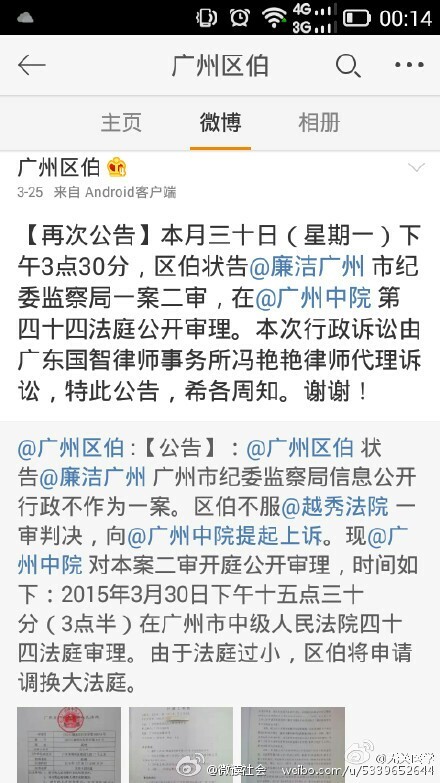 4G 3G 00:14
广州区伯
主页 微博 相册
广州区伯
3-25 来自 Android客户端
【再次公告】本月三十日（星期一）下
午3点30分，区伯状告@廉洁广州 市纪
委监察局一案二审，在@广州中院 第
四十四法庭公开审理。本次行政诉讼由
广东国智律师事务所冯艳艳律师代理诉
讼，特此公告，希各周知。谢谢！
@广州区伯:【公告】：@广州区伯 状
告@廉洁广州 广州市纪委监察局信息公开
行政不作为一案。区伯不服@越秀法院 一
审判决，向@广州中院提起上诉。现@广
州中院 对本案二审开庭公开审理，时间如
下：2015年3月30日下午十五点三十
分（3点半）在广州市中级人民法院四十
四法庭审理。由于法庭过小，区伯将申请
调换大法庭。
@微语社会 weibo.com/u/5339652644